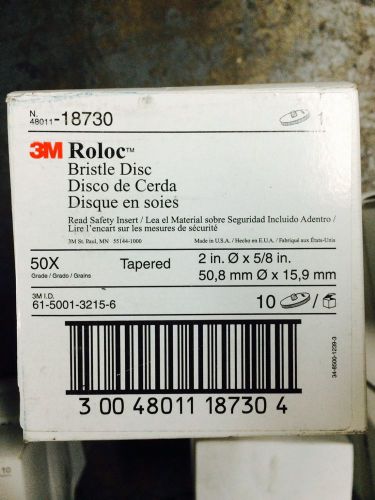 N.
48011-18730
1
3M Roloc™
Bristle Disc
Disco de Cerda
Disque en soies
Read Safety Insert / Lea el Material sobre Seguridad Incluido Adentro /
Lire l'encart sur les mesures de sécurité
3M St. Paul, MN 55144-1000 Made in U.S.A. / Hecho en E.U.A. / Fabriqué aux États-Unis
50X Tapered 2 in. Ø x 5/8 in.
Grade / Grado / Grains 50,8 mm Ø x 15,9 mm
3M I.D.
61-5001-3215-6 10 /
34-8500-1239-3
3 00 48011 18730 4
10